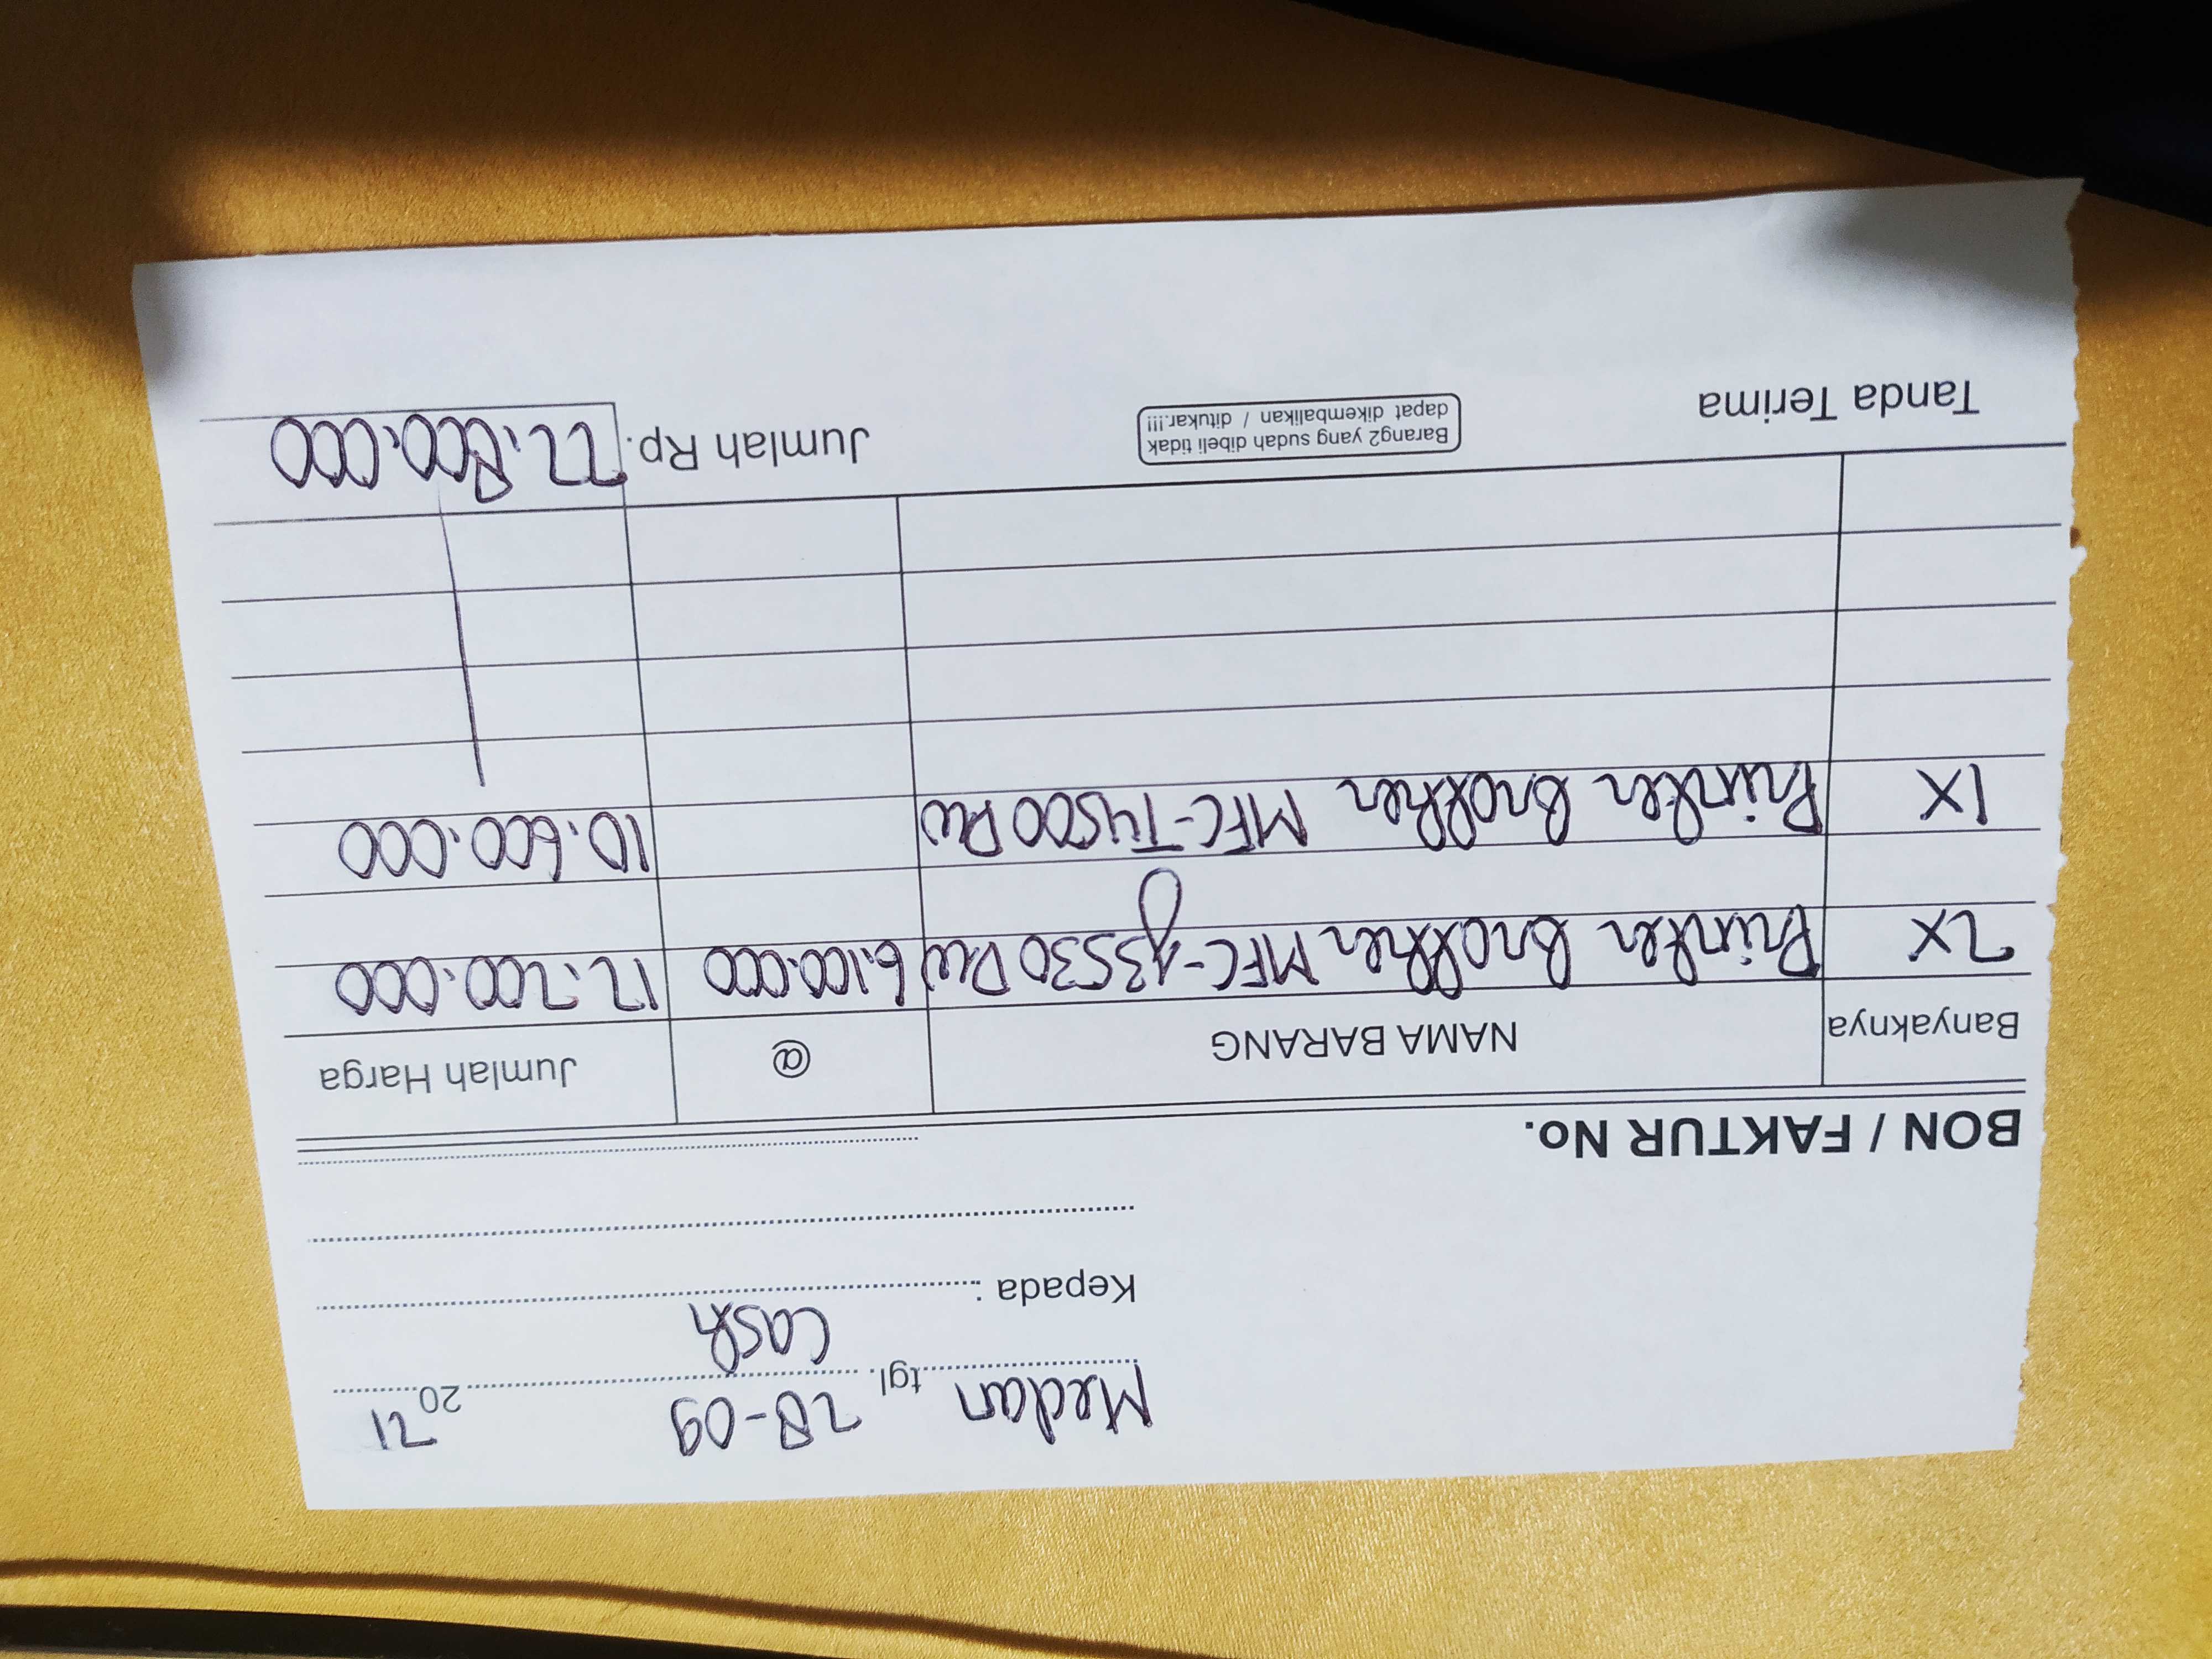 Medan, tgl. 28-09 2021
Cash
Kepada :
BON / FAKTUR No.
Banyaknya NAMA BARANG @ Jumlah Harga
2X Printer Brother MFC-J3530 DW 6.100.000 12.200.000
1X Printer Brother MFC-T4500 DW 10.600.000
Tanda Terima Barang2 yang sudah dibeli tidak Jumlah Rp. 22.800.000
dapat dikembalikan / ditukar.!!!